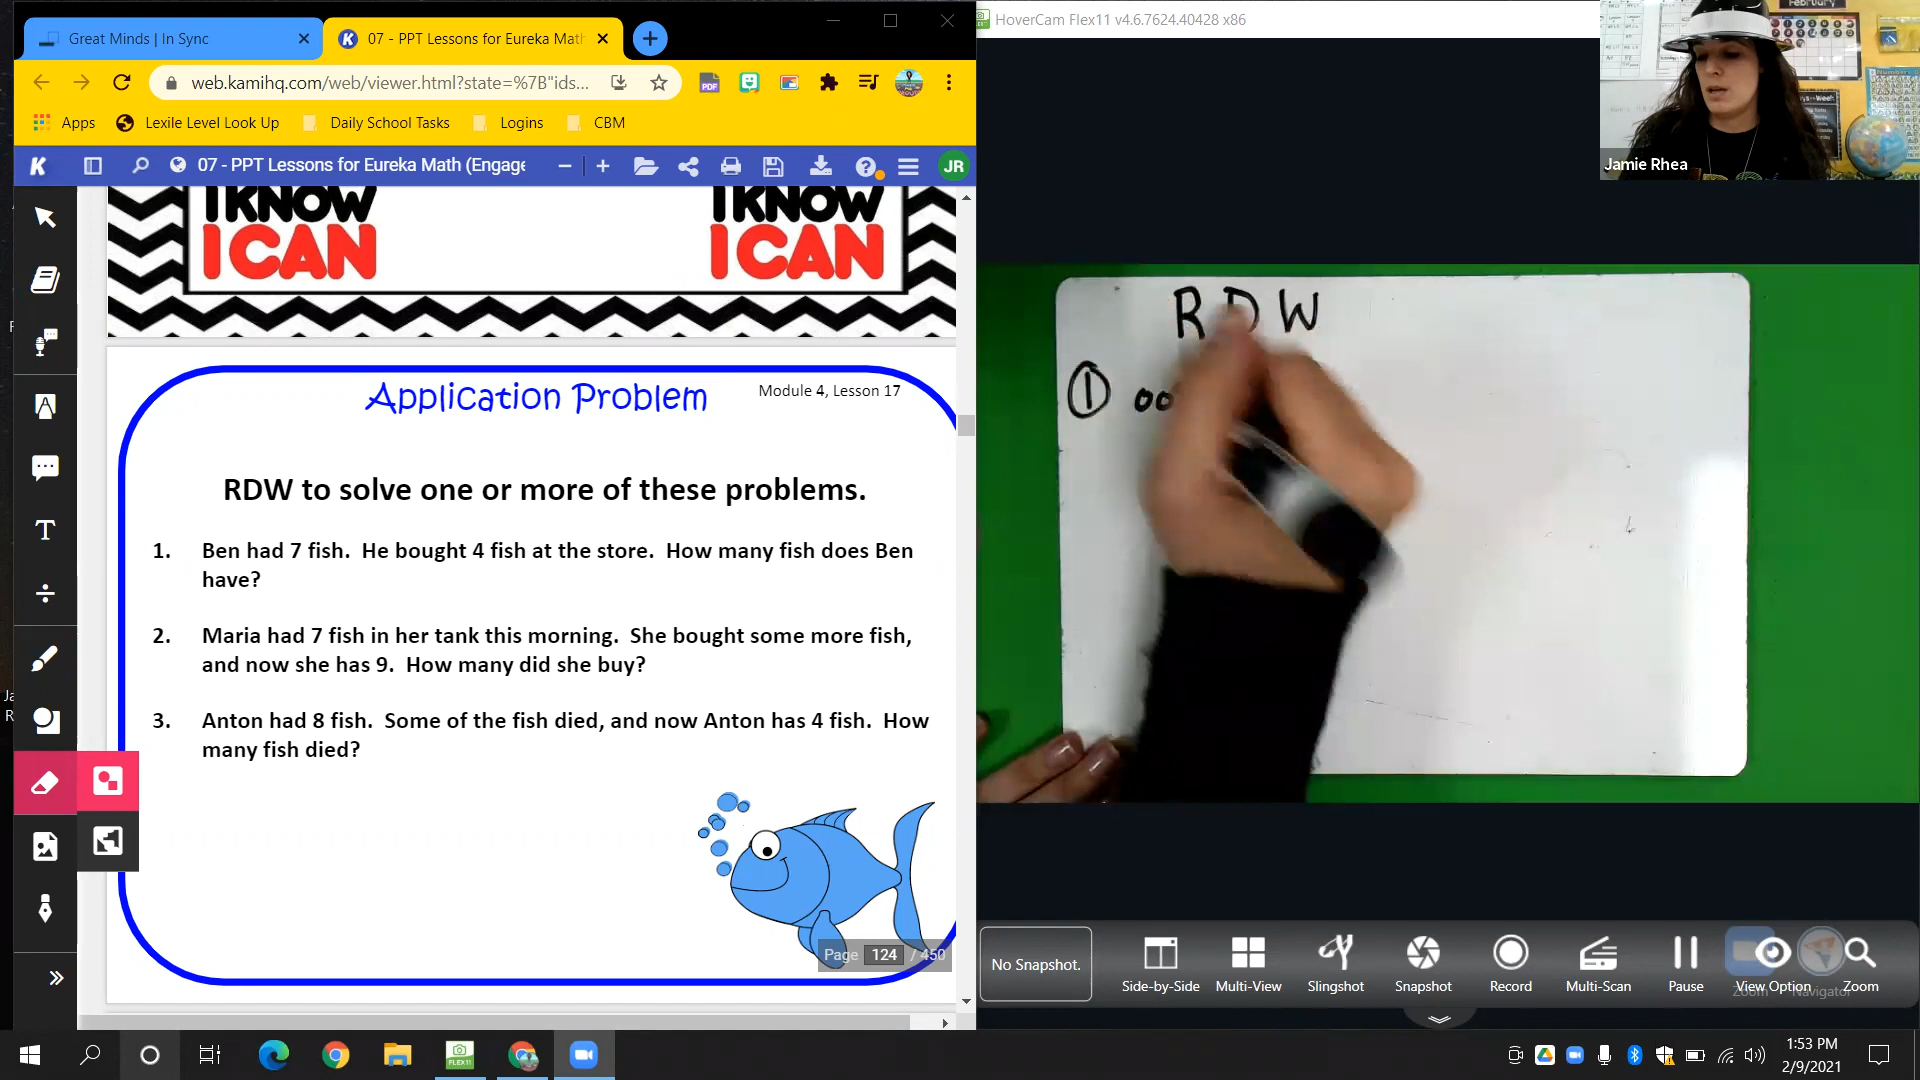 Great Minds | In Sync
07 - PPT Lessons for Eureka Math
HoverCam Flex11 v4.6.7624.40428 x86
web.kamihq.com/web/viewer.html?state=%7B"ids...
PDF
Apps
Lexile Level Look Up
Daily School Tasks
Logins
CBM
07 - PPT Lessons for Eureka Math (Engage
JR
February
Jamie Rhea
I KNOW
I CAN
I KNOW
I CAN
Application Problem
Module 4, Lesson 17
RDW to solve one or more of these problems.
1. Ben had 7 fish. He bought 4 fish at the store. How many fish does Ben
have?
2. Maria had 7 fish in her tank this morning. She bought some more fish,
and now she has 9. How many did she buy?
3. Anton had 8 fish. Some of the fish died, and now Anton has 4 fish. How
many fish died?
Page 124 / 450
R D W
① oo
No Snapshot.
Side-by-Side
Multi-View
Slingshot
Snapshot
Record
Multi-Scan
Pause
View Option
Zoom
Zoom
Navigator
FLEX11
1:53 PM
2/9/2021